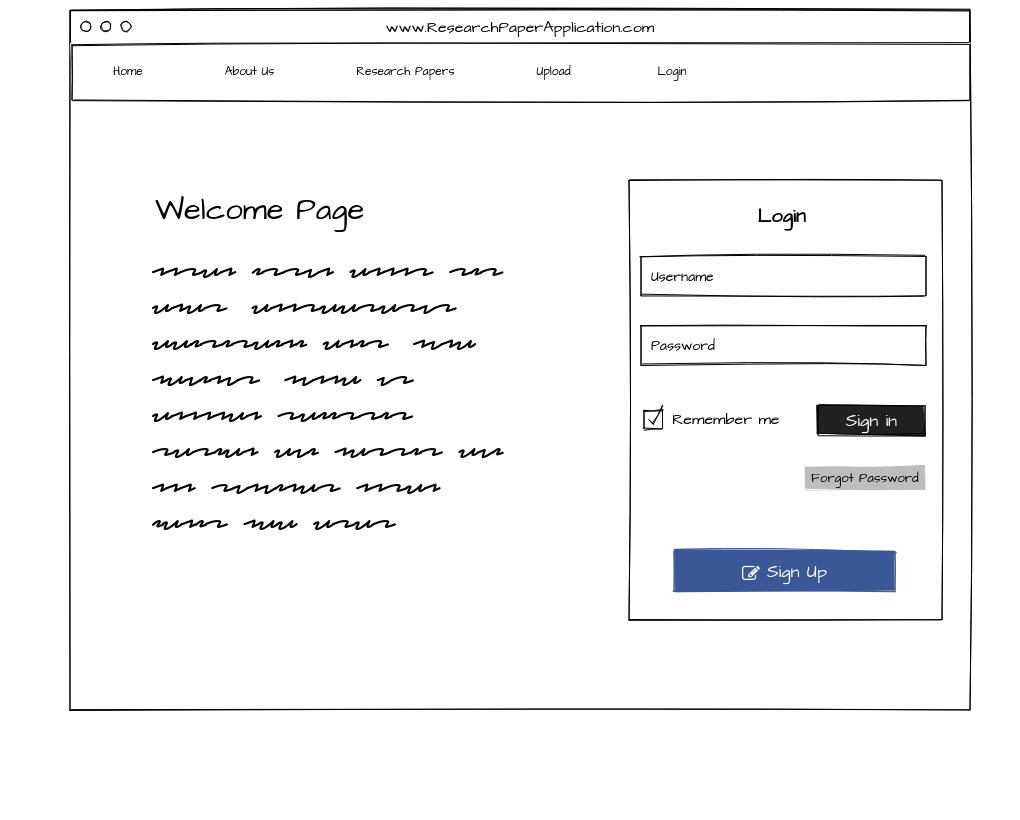 www.ResearchPaperApplication.com
Home About Us Research Papers Upload Login
Welcome Page
Login
Username
Password
Remember me Sign in
Forgot Password
Sign Up